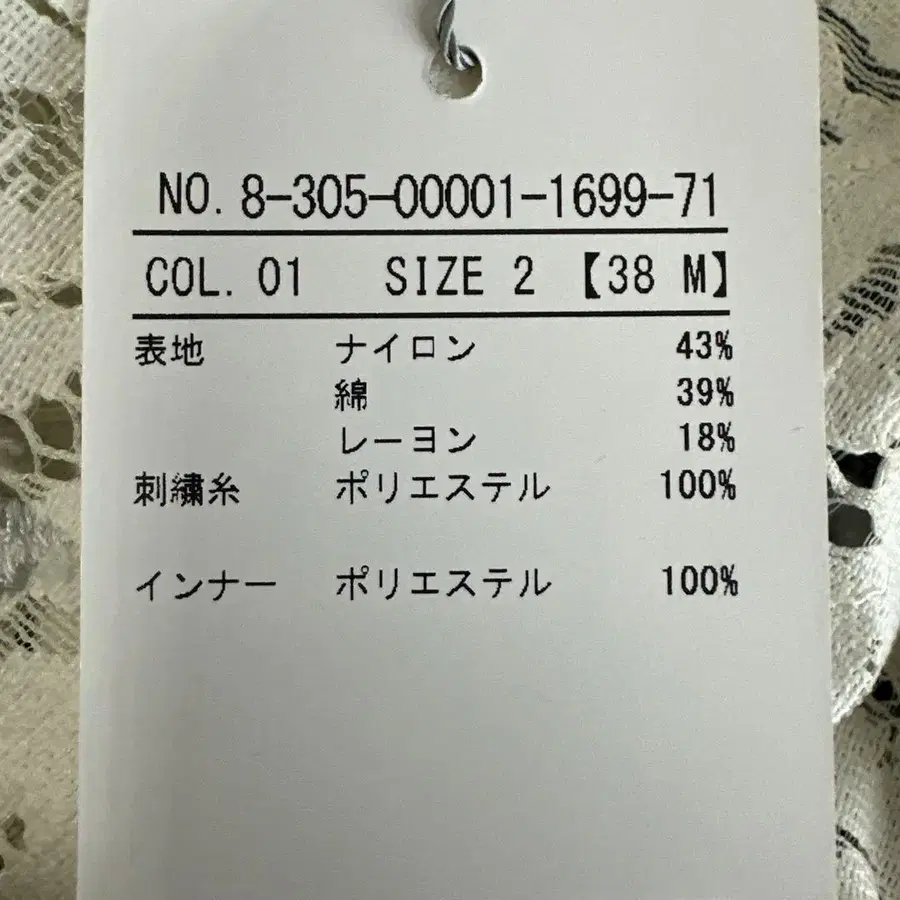 NO. 8-305-00001-1699-71
COL. 01 SIZE 2 【38 M】
表地 ナイロン 43%
綿 39%
レーヨン 18%
刺繍糸 ポリエステル 100%
インナー ポリエステル 100%